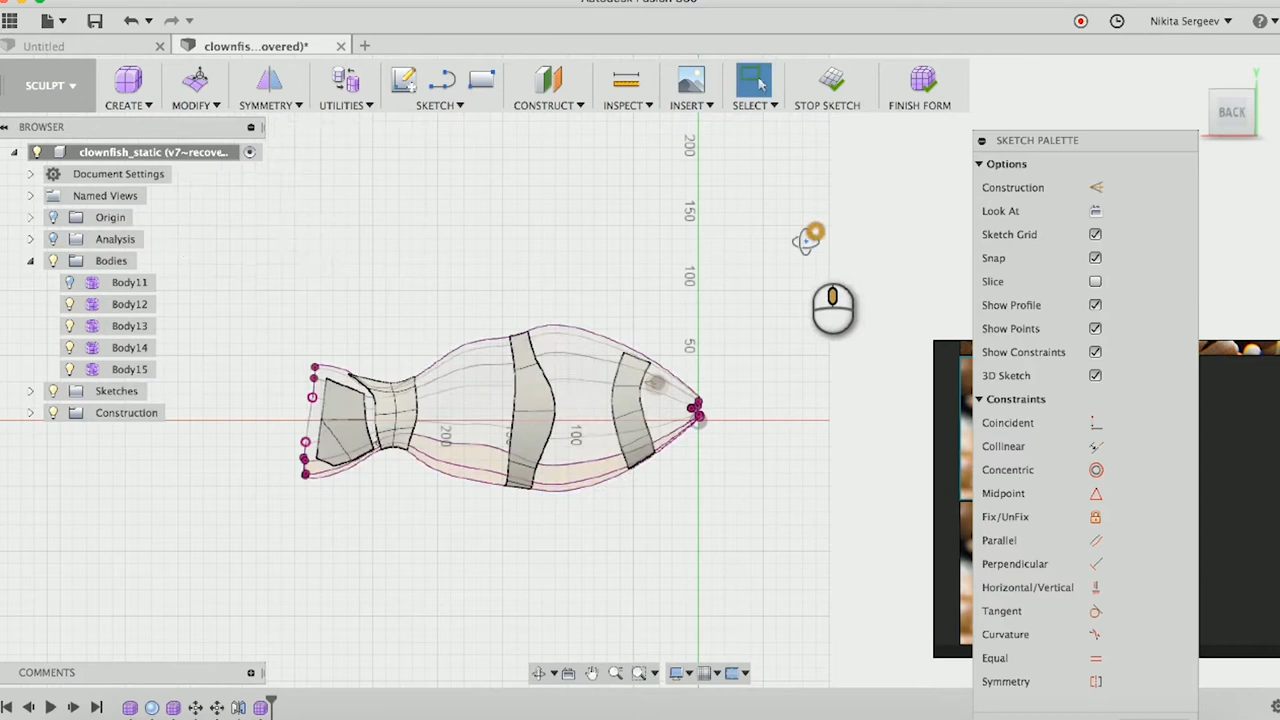 Nikita Sergeev
Untitled
clownfis...overed)*
SCULPT
CREATE
MODIFY
SYMMETRY
UTILITIES
SKETCH
CONSTRUCT
INSPECT
INSERT
SELECT
STOP SKETCH
FINISH FORM
BROWSER
clownfish_static (v7~recove...
Document Settings
Named Views
Origin
Analysis
Bodies
Body11
Body12
Body13
Body14
Body15
Sketches
Construction
Y
BACK
200
150
100
50
200
100
SKETCH PALETTE
Options
Construction
Look At
Sketch Grid
Snap
Slice
Show Profile
Show Points
Show Constraints
3D Sketch
Constraints
Coincident
Collinear
Concentric
Midpoint
Fix/UnFix
Parallel
Perpendicular
Horizontal/Vertical
Tangent
Curvature
Equal
Symmetry
COMMENTS